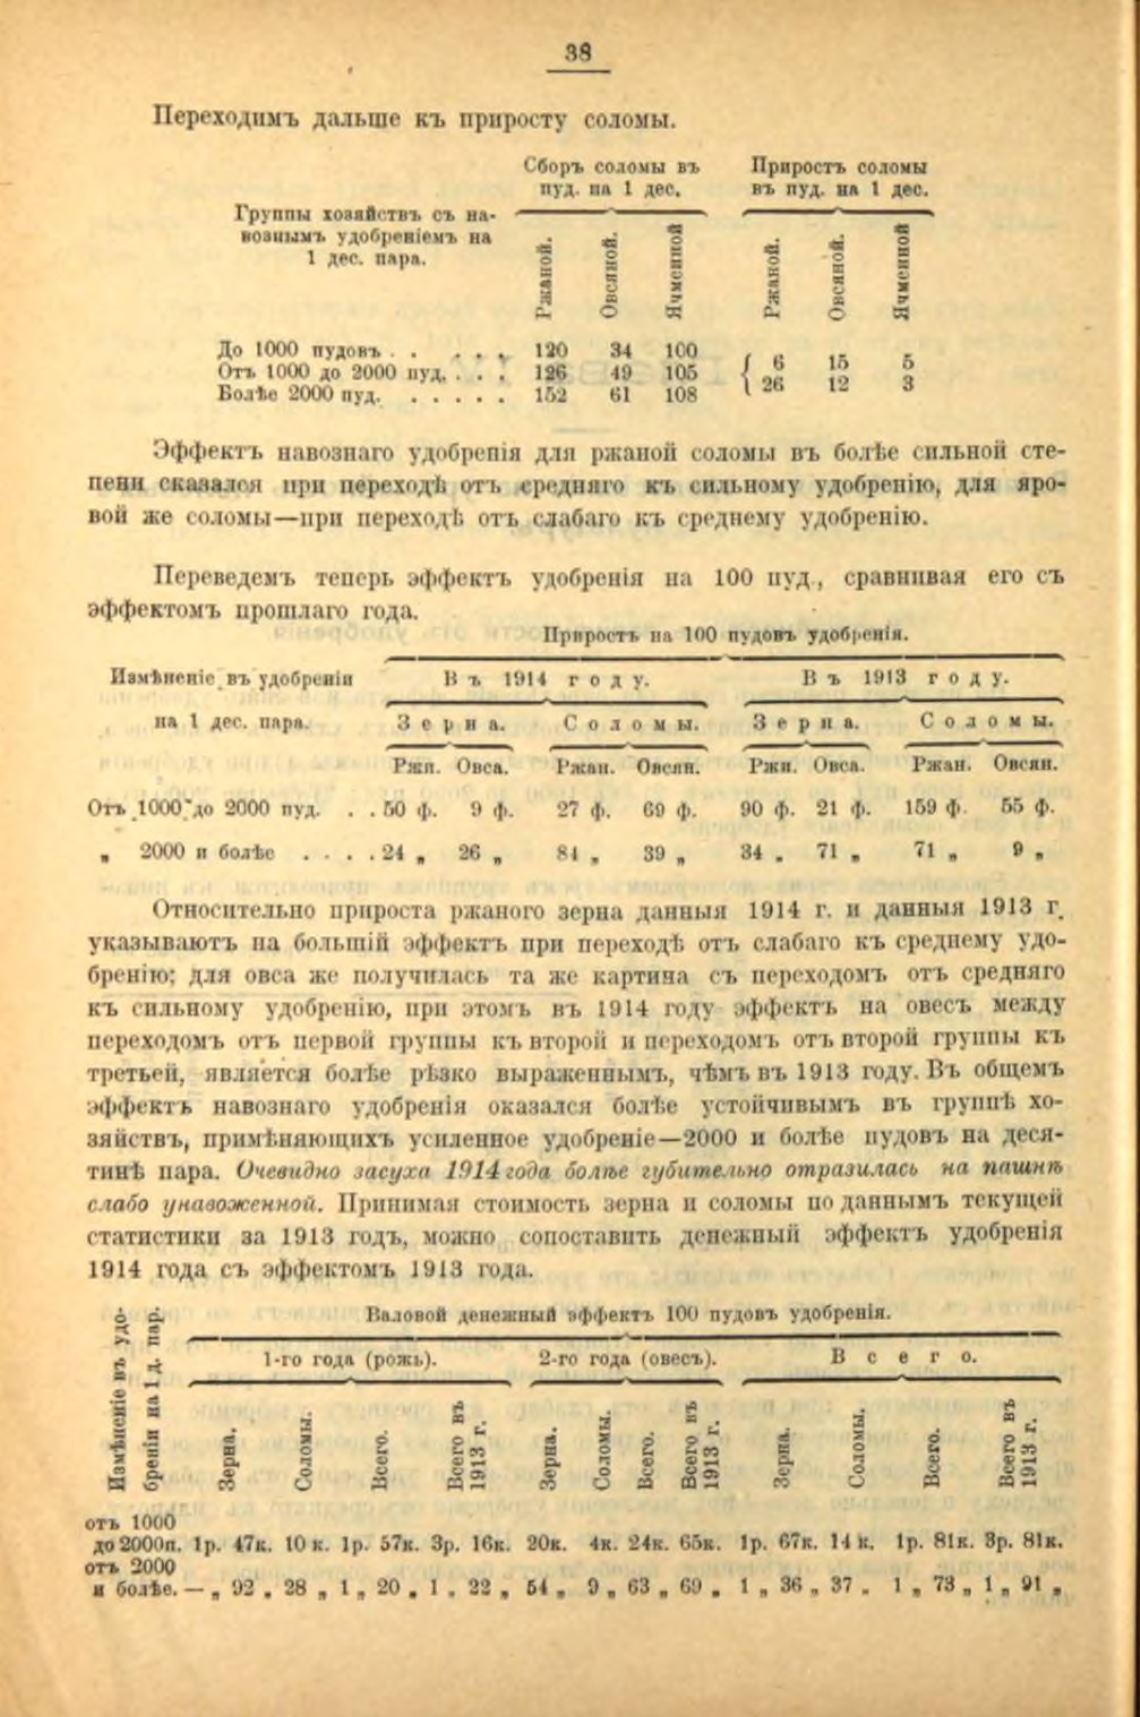 38
Переходимъ дальше къ приросту соломы.
Сборъ соломы въ пуд. на 1 дес.
Приростъ соломы въ пуд. на 1 дес.
Группы хозяйствъ съ на-
вознымъ удобреніемъ на
1 дес. пара.
Ржаной. Овсяной. Ячменной Ржаной. Овсяной. Ячменной
До 1000 пудовъ . . . . . . 120 34 100
Отъ 1000 до 2000 пуд. . . . 126 49 105 { 6 15 5
Болѣе 2000 пуд. . . . . . 152 61 108 26 12 3
Эффектъ навознаго удобренія для ржаной соломы въ болѣе сильной сте-
пени сказался при переходѣ отъ средняго къ сильному удобренію, для яро-
вой же соломы—при переходѣ отъ слабаго къ среднему удобренію.
Переведемъ теперь эффектъ удобренія на 100 пуд., сравнивая его съ
эффектомъ прошлаго года.
Приростъ на 100 пудовъ удобренія.
Измѣненіе въ удобреніи В ъ 1914 г о д у. В ъ 1913 г о д у.
на 1 дес. пара. З е р н а. С о л о м ы. З е р н а. С о л о м ы.
Ржи. Овса. Ржан. Овсян. Ржи. Овса. Ржан. Овсян.
Отъ 1000 до 2000 пуд. . . 50 ф. 9 ф. 27 ф. 69 ф. 90 ф. 21 ф. 159 ф. 55 ф.
„ 2000 и болѣе . . . . 24 „ 26 „ 84 „ 39 „ 34 „ 71 „ 71 „ 9 „
Относительно прироста ржаного зерна данныя 1914 г. и данныя 1913 г.
указываютъ на большій эффектъ при переходѣ отъ слабаго къ среднему удо-
бренію; для овса же получилась та же картина съ переходомъ отъ средняго
къ сильному удобренію, при этомъ въ 1914 году эффектъ на овесъ между
переходомъ отъ первой группы къ второй и переходомъ отъ второй группы къ
третьей, является болѣе рѣзко выраженнымъ, чѣмъ въ 1913 году. Въ общемъ
эффектъ навознаго удобренія оказался болѣе устойчивымъ въ группѣ хо-
зяйствъ, примѣняющихъ усиленное удобреніе—2000 и болѣе пудовъ на деся-
тинѣ пара. Очевидно засуха 1914 года болѣе губительно отразилась на пашнѣ
слабо унавоженной. Принимая стоимость зерна и соломы по даннымъ текущей
статистики за 1913 годъ, можно сопоставить денежный эффектъ удобренія
1914 года съ эффектомъ 1913 года.
Валовой денежный эффектъ 100 пудовъ удобренія.
Измѣненіе въ удо-
бреніи на 1 д. пар.
1-го года (рожь). 2-го года (овесъ). В с е г о.
Зерна. Соломы. Всего. Всего въ 1913 г. Зерна. Соломы. Всего. Всего въ 1913 г. Зерна. Соломы. Всего. Всего въ 1913 г.
отъ 1000
до 2000п. 1р. 47к. 10 к. 1р. 57к. 3р. 16к. 20к. 4к. 24к. 65к. 1р. 67к. 14 к. 1р. 81к. 3р. 81к.
отъ 2000
и болѣе. — „ 92 „ 28 „ 1 „ 20 „ 1 „ 22 „ 54 „ 9 „ 63 „ 69 „ 1 „ 36 „ 37 „ 1 „ 73 „ 1 „ 91 „